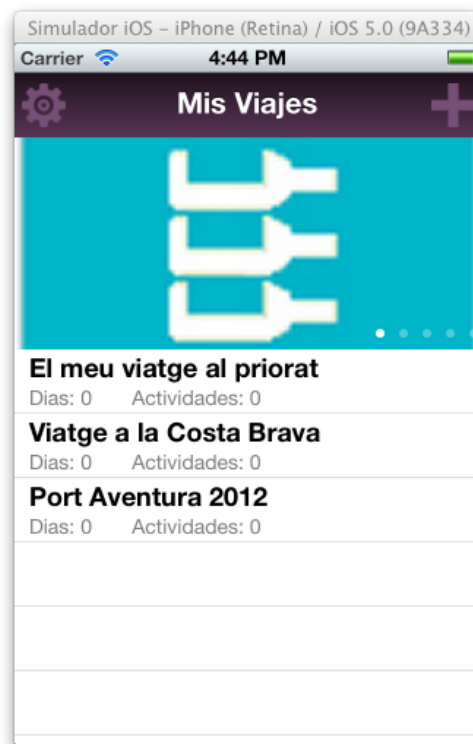 Simulador iOS – iPhone (Retina) / iOS 5.0 (9A334)
Carrier 4:44 PM
Mis Viajes
El meu viatge al priorat
Dias: 0 Actividades: 0
Viatge a la Costa Brava
Dias: 0 Actividades: 0
Port Aventura 2012
Dias: 0 Actividades: 0